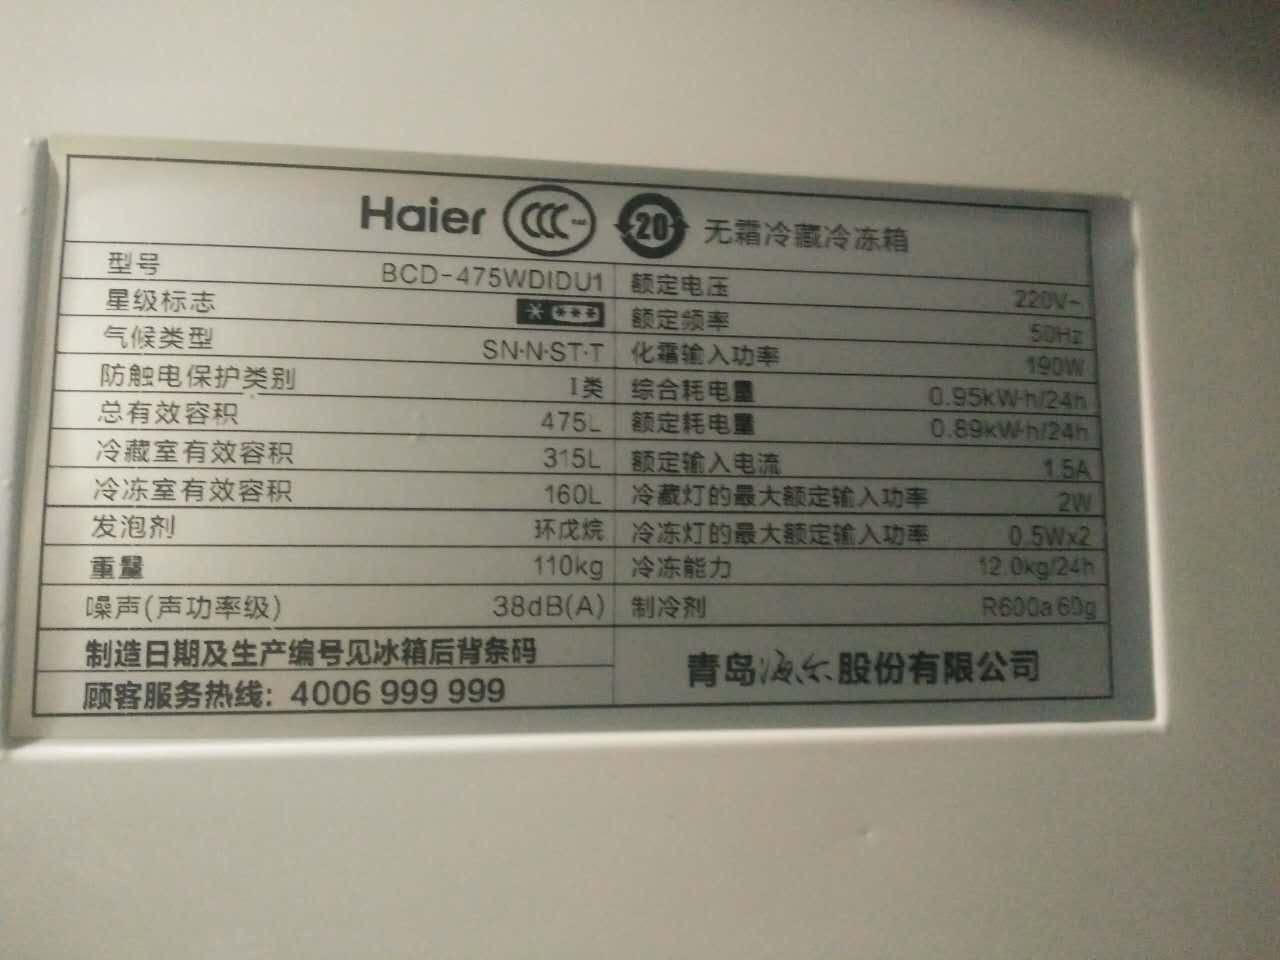 Haier CCC 20 无霜冷藏冷冻箱
型号 BCD-475WDIDU1
星级标志 * ***
气候类型 SN·N·ST·T
防触电保护类别 I类
总有效容积 475L
冷藏室有效容积 315L
冷冻室有效容积 160L
发泡剂 环戊烷
重量 110kg
噪声(声功率级) 38dB(A)
制造日期及生产编号见冰箱后背条码
顾客服务热线: 4006 999 999
额定电压 220V~
额定频率 50Hz
化霜输入功率 190W
综合耗电量 0.95kW·h/24h
额定耗电量 0.89kW·h/24h
额定输入电流 1.5A
冷藏灯的最大额定输入功率 2W
冷冻灯的最大额定输入功率 0.5Wx2
冷冻能力 12.0kg/24h
制冷剂 R600a 60g
青岛海尔股份有限公司